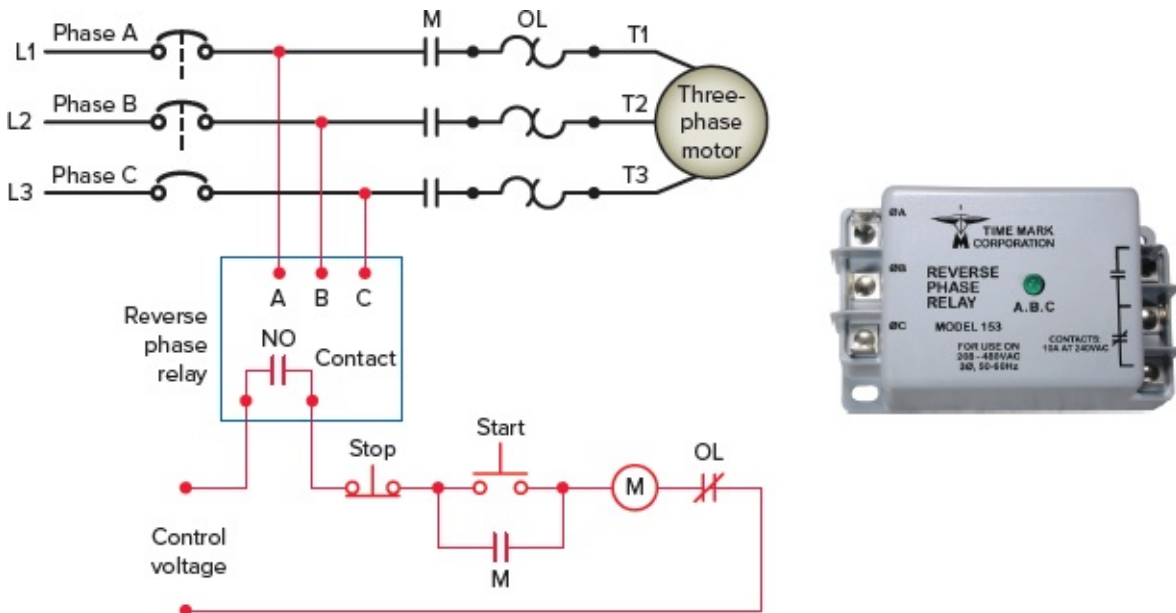 L1 Phase A M OL T1
L2 Phase B T2
L3 Phase C T3
Three-
phase
motor
A B C
Reverse
phase
relay
NO
Contact
Stop Start M OL
M
Control
voltage
ØA
ØB
ØC
TIME MARK
CORPORATION
REVERSE
PHASE
RELAY
A.B.C
MODEL 153
FOR USE ON
208-480VAC
3Ø, 50-60Hz
CONTACTS:
10A AT 240VAC